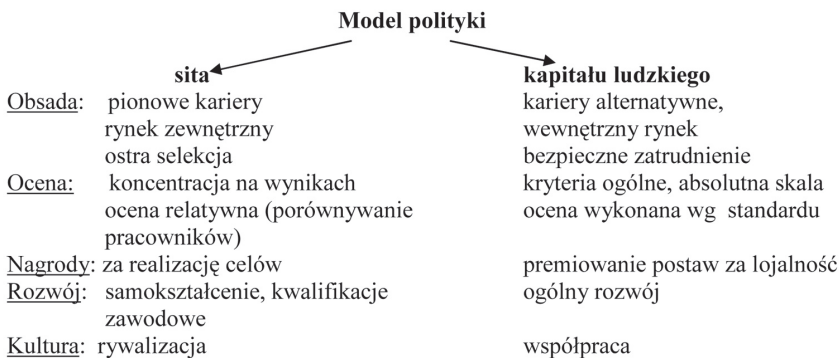 Model polityki
sita kapitału ludzkiego
Obsada: pionowe kariery kariery alternatywne,
rynek zewnętrzny wewnętrzny rynek
ostra selekcja bezpieczne zatrudnienie
Ocena: koncentracja na wynikach kryteria ogólne, absolutna skala
ocena relatywna (porównywanie ocena wykonana wg standardu
pracowników)
Nagrody: za realizację celów premiowanie postaw za lojalność
Rozwój: samokształcenie, kwalifikacje ogólny rozwój
zawodowe
Kultura: rywalizacja współpraca